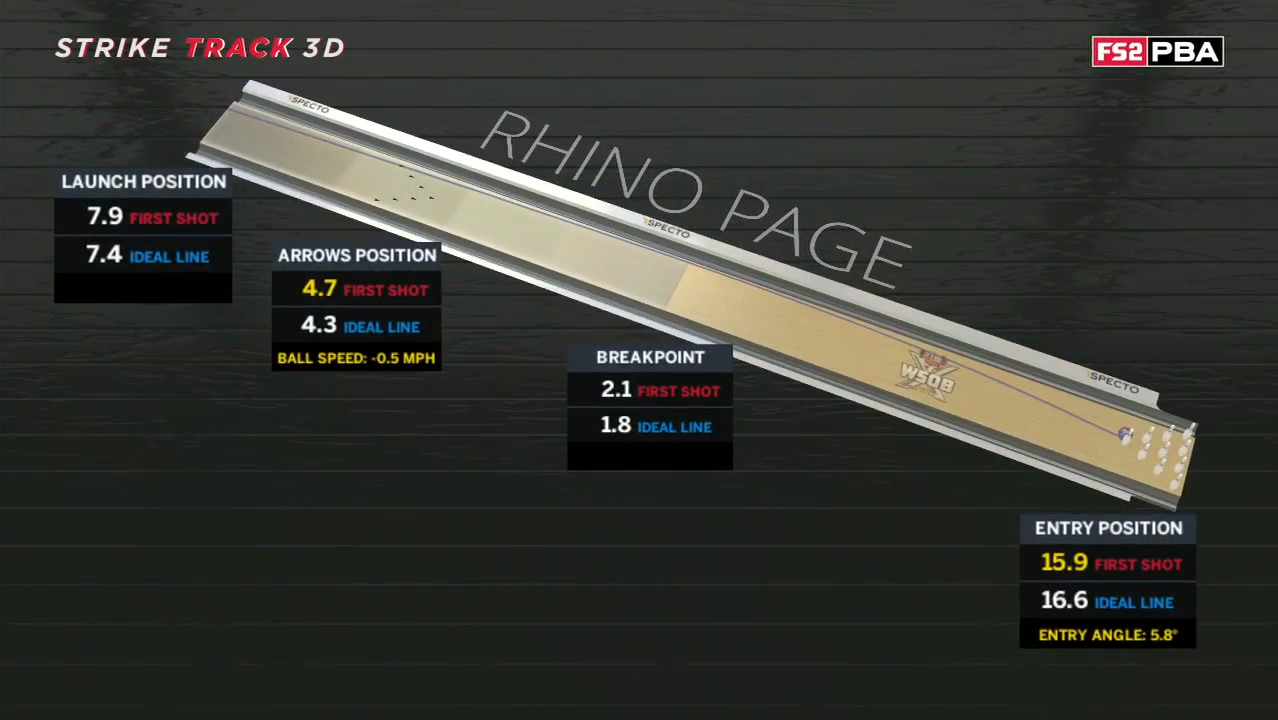 STRIKE TRACK 3D
FS2 PBA
SPECTO
RHINO PAGE
SPECTO
SPECTO
WSOB
X
LAUNCH POSITION
7.9 FIRST SHOT
7.4 IDEAL LINE
ARROWS POSITION
4.7 FIRST SHOT
4.3 IDEAL LINE
BALL SPEED: -0.5 MPH
BREAKPOINT
2.1 FIRST SHOT
1.8 IDEAL LINE
ENTRY POSITION
15.9 FIRST SHOT
16.6 IDEAL LINE
ENTRY ANGLE: 5.8°